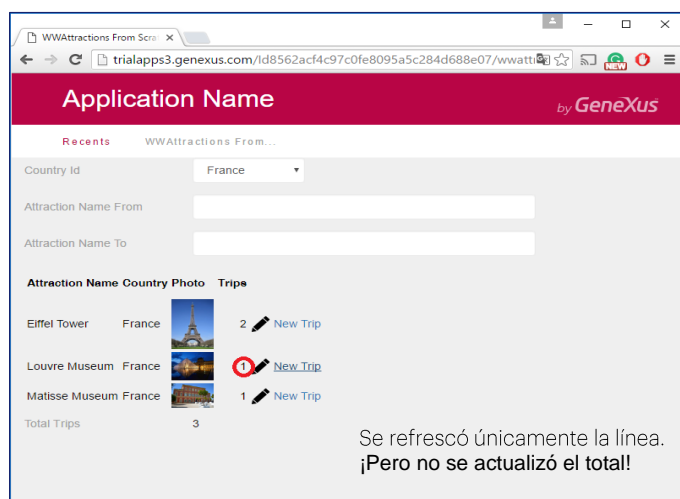 WWAttractions From Scra
trialapps3.genexus.com/Id8562acf4c97c0fe8095a5c284d688e07/wwattr
NEW
Application Name
by GeneXus
Recents WWAttractions From...
Country Id France
Attraction Name From
Attraction Name To
Attraction Name Country Photo Trips
Eiffel Tower France 2 New Trip
Louvre Museum France 1 New Trip
Matisse Museum France 1 New Trip
Total Trips 3
Se refrescó únicamente la línea.
¡Pero no se actualizó el total!